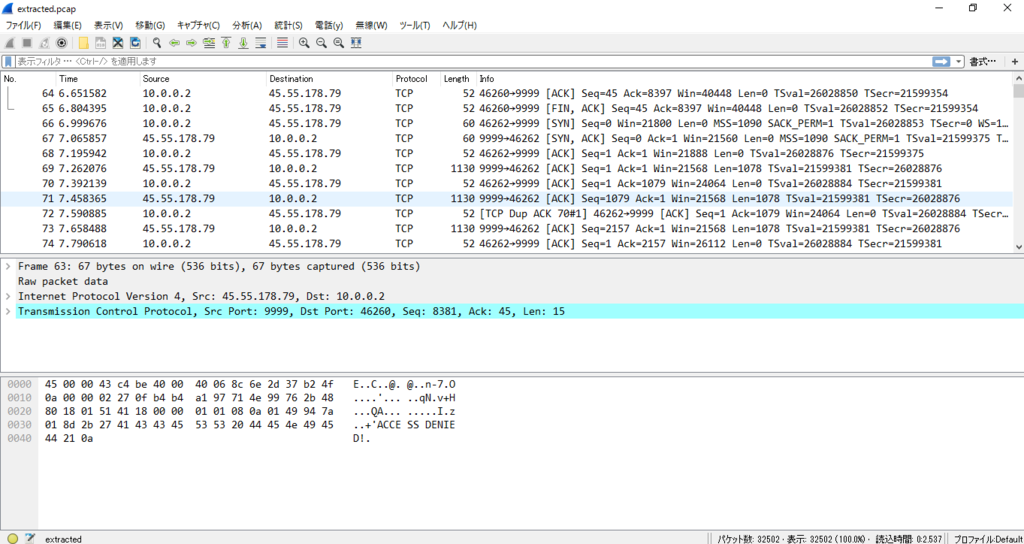 extracted.pcap
ファイル(F) 編集(E) 表示(V) 移動(G) キャプチャ(C) 分析(A) 統計(S) 電話(y) 無線(W) ツール(T) ヘルプ(H)
表示フィルタ … <Ctrl-/> を適用します 書式… +
No. Time Source Destination Protocol Length Info
64 6.651582 10.0.0.2 45.55.178.79 TCP 52 46260→9999 [ACK] Seq=45 Ack=8397 Win=40448 Len=0 TSval=26028850 TSecr=21599354
65 6.804395 10.0.0.2 45.55.178.79 TCP 52 46260→9999 [FIN, ACK] Seq=45 Ack=8397 Win=40448 Len=0 TSval=26028852 TSecr=21599354
66 6.999676 10.0.0.2 45.55.178.79 TCP 60 46262→9999 [SYN] Seq=0 Win=21800 Len=0 MSS=1090 SACK_PERM=1 TSval=26028853 TSecr=0 WS=1…
67 7.065857 45.55.178.79 10.0.0.2 TCP 60 9999→46262 [SYN, ACK] Seq=0 Ack=1 Win=21560 Len=0 MSS=1090 SACK_PERM=1 TSval=21599375 T…
68 7.195942 10.0.0.2 45.55.178.79 TCP 52 46262→9999 [ACK] Seq=1 Ack=1 Win=21888 Len=0 TSval=26028876 TSecr=21599375
69 7.262076 45.55.178.79 10.0.0.2 TCP 1130 9999→46262 [ACK] Seq=1 Ack=1 Win=21568 Len=1078 TSval=21599381 TSecr=26028876
70 7.392139 10.0.0.2 45.55.178.79 TCP 52 46262→9999 [ACK] Seq=1 Ack=1079 Win=24064 Len=0 TSval=26028884 TSecr=21599381
71 7.458365 45.55.178.79 10.0.0.2 TCP 1130 9999→46262 [ACK] Seq=1079 Ack=1 Win=21568 Len=1078 TSval=21599381 TSecr=26028876
72 7.590885 10.0.0.2 45.55.178.79 TCP 52 [TCP Dup ACK 70#1] 46262→9999 [ACK] Seq=1 Ack=1079 Win=24064 Len=0 TSval=26028884 TSecr…
73 7.658488 45.55.178.79 10.0.0.2 TCP 1130 9999→46262 [ACK] Seq=2157 Ack=1 Win=21568 Len=1078 TSval=21599381 TSecr=26028876
74 7.790618 10.0.0.2 45.55.178.79 TCP 52 46262→9999 [ACK] Seq=1 Ack=2157 Win=26112 Len=0 TSval=26028884 TSecr=21599381
Frame 63: 67 bytes on wire (536 bits), 67 bytes captured (536 bits)
Raw packet data
Internet Protocol Version 4, Src: 45.55.178.79, Dst: 10.0.0.2
Transmission Control Protocol, Src Port: 9999, Dst Port: 46260, Seq: 8381, Ack: 45, Len: 15
0000 45 00 00 43 c4 be 40 00 40 06 8c 6e 2d 37 b2 4f E..C..@. @..n-7.O
0010 0a 00 00 02 27 0f b4 b4 a1 97 71 4e 99 76 2b 48 ....'... ..qN.v+H
0020 80 18 01 51 41 18 00 00 01 01 08 0a 01 49 94 7a ...QA... .....I.z
0030 01 8d 2b 27 41 43 43 45 53 53 20 44 45 4e 49 45 ..+'ACCE SS DENIE
0040 44 21 0a D!.
extracted パケット数: 32502 · 表示: 32502 (100.0%) · 読込時間: 0:2.537 プロファイル:Default